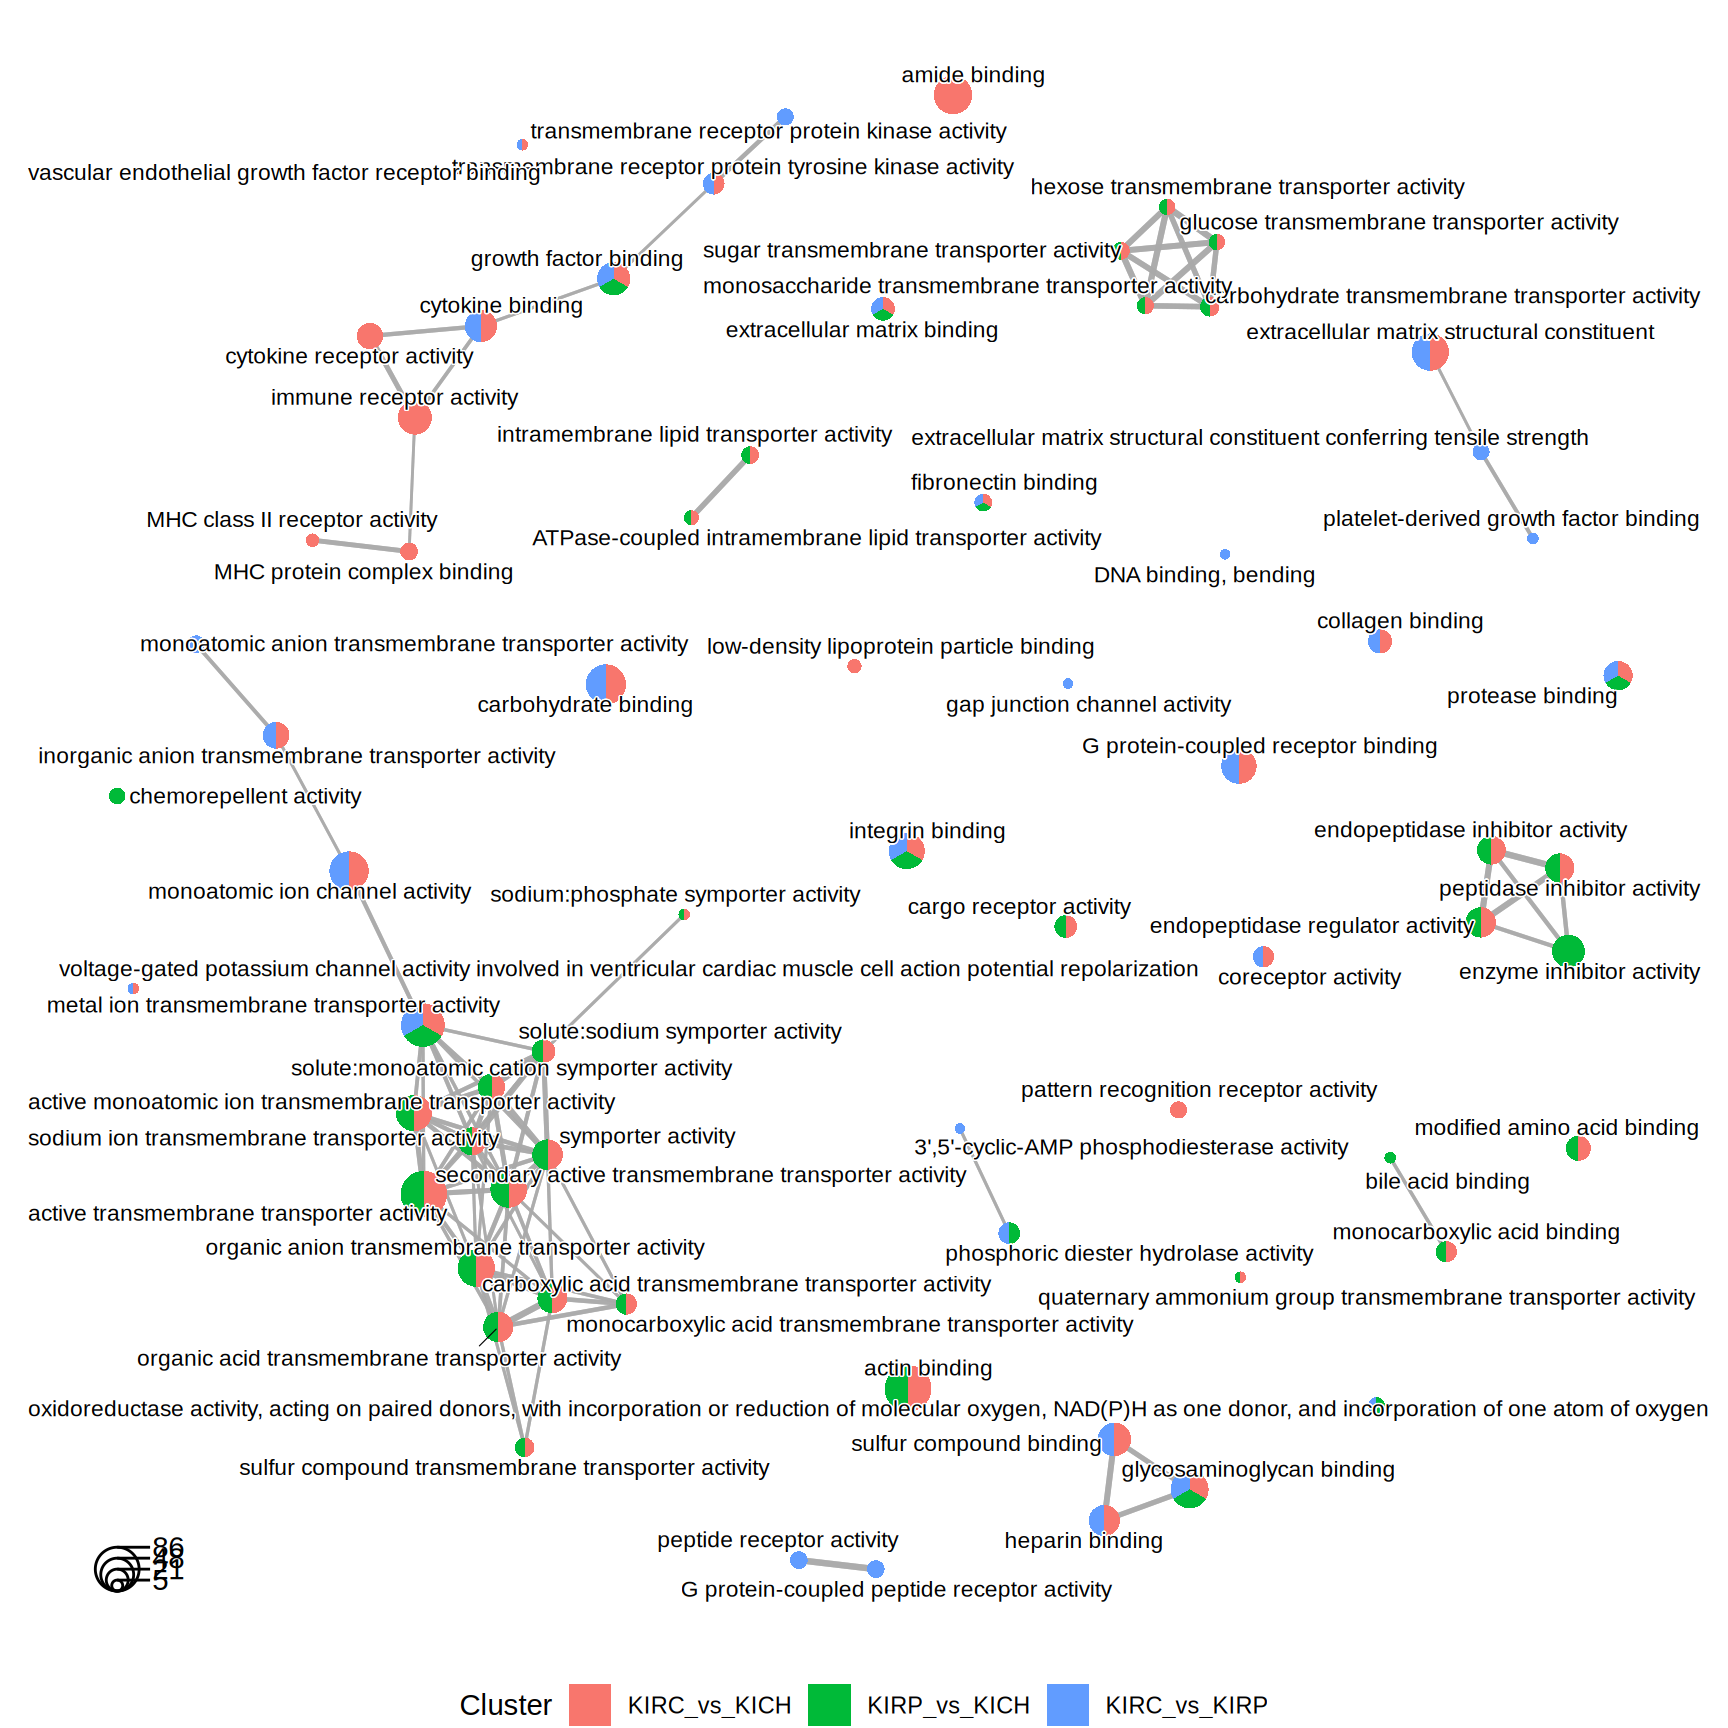 amide binding
transmembrane receptor protein kinase activity
transmembrane receptor protein tyrosine kinase activity
vascular endothelial growth factor receptor binding
hexose transmembrane transporter activity
glucose transmembrane transporter activity
sugar transmembrane transporter activity
growth factor binding
monosaccharide transmembrane transporter activity
carbohydrate transmembrane transporter activity
cytokine binding
extracellular matrix binding
extracellular matrix structural constituent
cytokine receptor activity
immune receptor activity
intramembrane lipid transporter activity
extracellular matrix structural constituent conferring tensile strength
fibronectin binding
MHC class II receptor activity
platelet-derived growth factor binding
ATPase-coupled intramembrane lipid transporter activity
MHC protein complex binding
DNA binding, bending
collagen binding
monoatomic anion transmembrane transporter activity
low-density lipoprotein particle binding
protease binding
carbohydrate binding
gap junction channel activity
G protein-coupled receptor binding
inorganic anion transmembrane transporter activity
chemorepellent activity
integrin binding
endopeptidase inhibitor activity
monoatomic ion channel activity
sodium:phosphate symporter activity
peptidase inhibitor activity
cargo receptor activity
endopeptidase regulator activity
voltage-gated potassium channel activity involved in ventricular cardiac muscle cell action potential repolarization
coreceptor activity
enzyme inhibitor activity
metal ion transmembrane transporter activity
solute:sodium symporter activity
solute:monoatomic cation symporter activity
pattern recognition receptor activity
active monoatomic ion transmembrane transporter activity
modified amino acid binding
sodium ion transmembrane transporter activity
symporter activity
3',5'-cyclic-AMP phosphodiesterase activity
secondary active transmembrane transporter activity
bile acid binding
active transmembrane transporter activity
monocarboxylic acid binding
organic anion transmembrane transporter activity
phosphoric diester hydrolase activity
carboxylic acid transmembrane transporter activity
quaternary ammonium group transmembrane transporter activity
monocarboxylic acid transmembrane transporter activity
organic acid transmembrane transporter activity
actin binding
oxidoreductase activity, acting on paired donors, with incorporation or reduction of molecular oxygen, NAD(P)H as one donor, and incorporation of one atom of oxygen
sulfur compound binding
sulfur compound transmembrane transporter activity
glycosaminoglycan binding
peptide receptor activity
heparin binding
G protein-coupled peptide receptor activity
86
48
21
5
Cluster KIRC_vs_KICH KIRP_vs_KICH KIRC_vs_KIRP